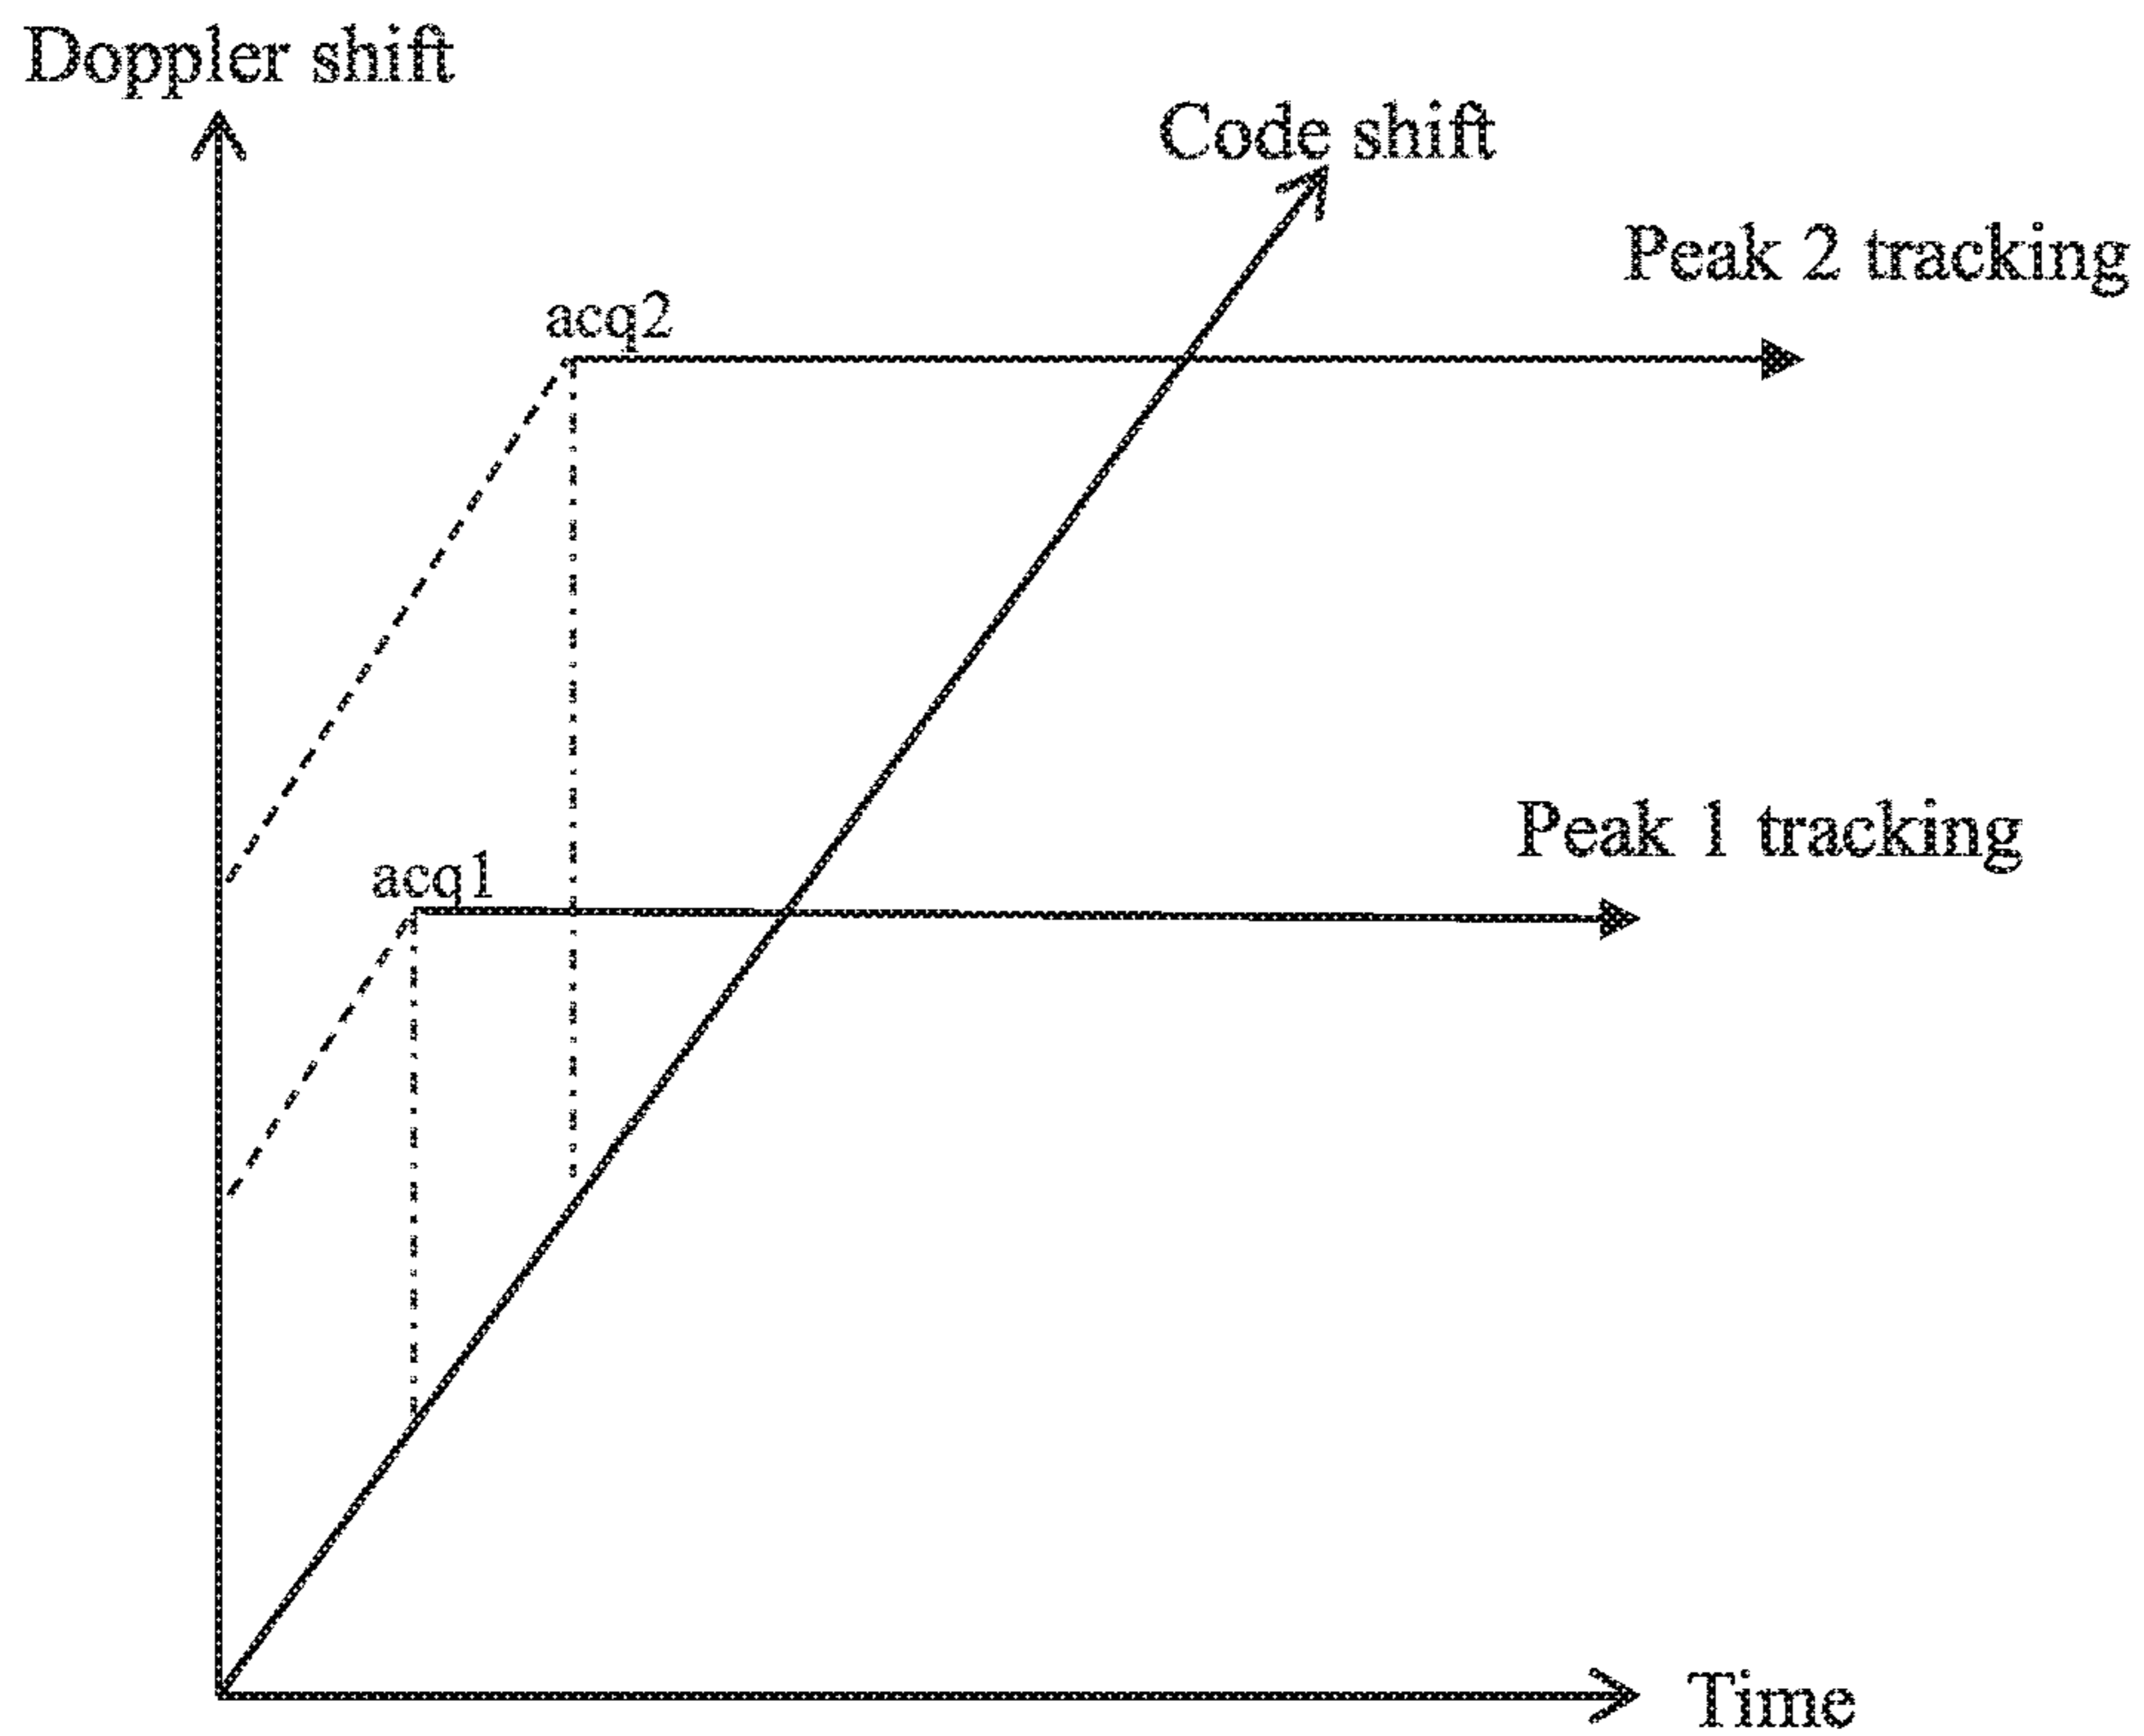 Doppler shift
Code shift
Peak 2 tracking
acq2
Peak 1 tracking
acq1
Time